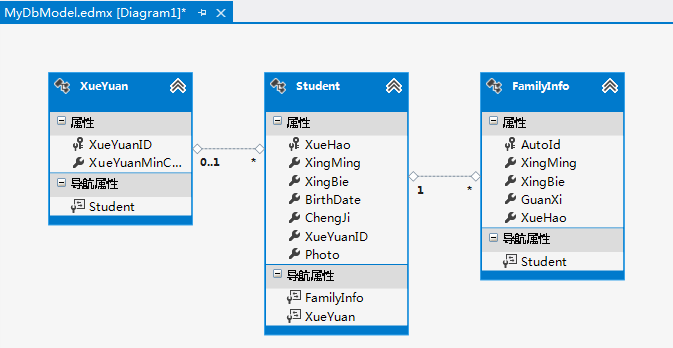 MyDbModel.edmx [Diagram1]*
XueYuan
属性
XueYuanID
XueYuanMinC...
导航属性
Student
0..1
*
Student
属性
XueHao
XingMing
XingBie
BirthDate
ChengJi
XueYuanID
Photo
导航属性
FamilyInfo
XueYuan
1
*
FamilyInfo
属性
AutoId
XingMing
XingBie
GuanXi
XueHao
导航属性
Student